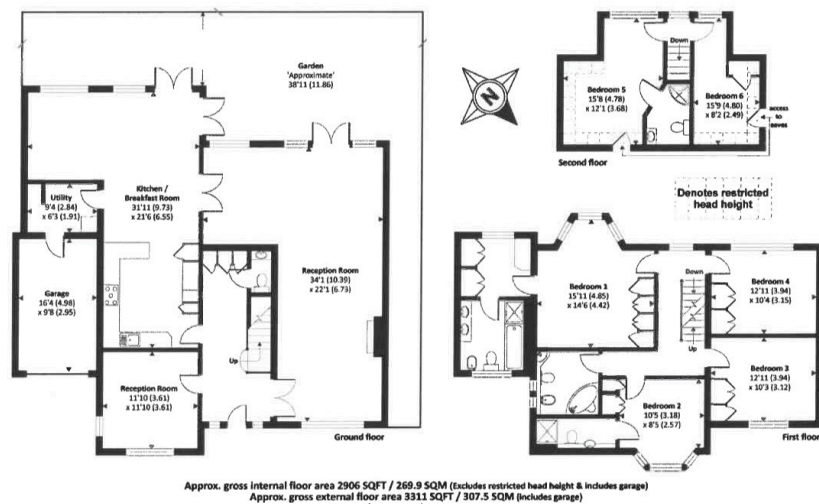 Garden
'Approximate'
38'11 (11.86)
Kitchen /
Breakfast Room
31'11 (9.73)
x 21'6 (6.55)
Utility
9'4 (2.84)
x 6'3 (1.91)
Garage
16'4 (4.98)
x 9'8 (2.95)
Reception Room
34'1 (10.39)
x 22'1 (6.73)
Up
Reception Room
11'10 (3.61)
x 11'10 (3.61)
Ground floor
N
Down
Bedroom 5
15'8 (4.78)
x 12'1 (3.68)
Bedroom 6
15'9 (4.80)
x 8'2 (2.49)
access
to
eaves
Second floor
Denotes restricted
head height
Bedroom 1
15'11 (4.85)
x 14'6 (4.42)
Down
Up
Bedroom 4
12'11 (3.94)
x 10'4 (3.15)
Bedroom 3
12'11 (3.94)
x 10'3 (3.12)
Bedroom 2
10'5 (3.18)
x 8'5 (2.57)
First floor
Approx. gross internal floor area 2906 SQFT / 269.9 SQM (Excludes restricted head height & includes garage)
Approx. gross external floor area 3311 SQFT / 307.5 SQM (includes garage)